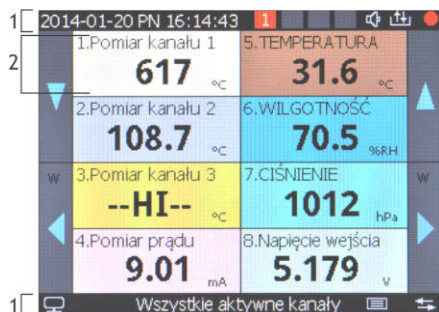 1 2014-01-20 PN 16:14:43 1
2
1.Pomiar kanału 1
617 °C
5.TEMPERATURA
31.6 °C
2.Pomiar kanału 2
108.7 °C
6.WILGOTNOŚĆ
70.5 %RH
W
3.Pomiar kanału 3
--HI-- °C
7.CIŚNIENIE
1012 hPa
W
4.Pomiar prądu
9.01 mA
8.Napięcie wejścia
5.179 V
1 Wszystkie aktywne kanały